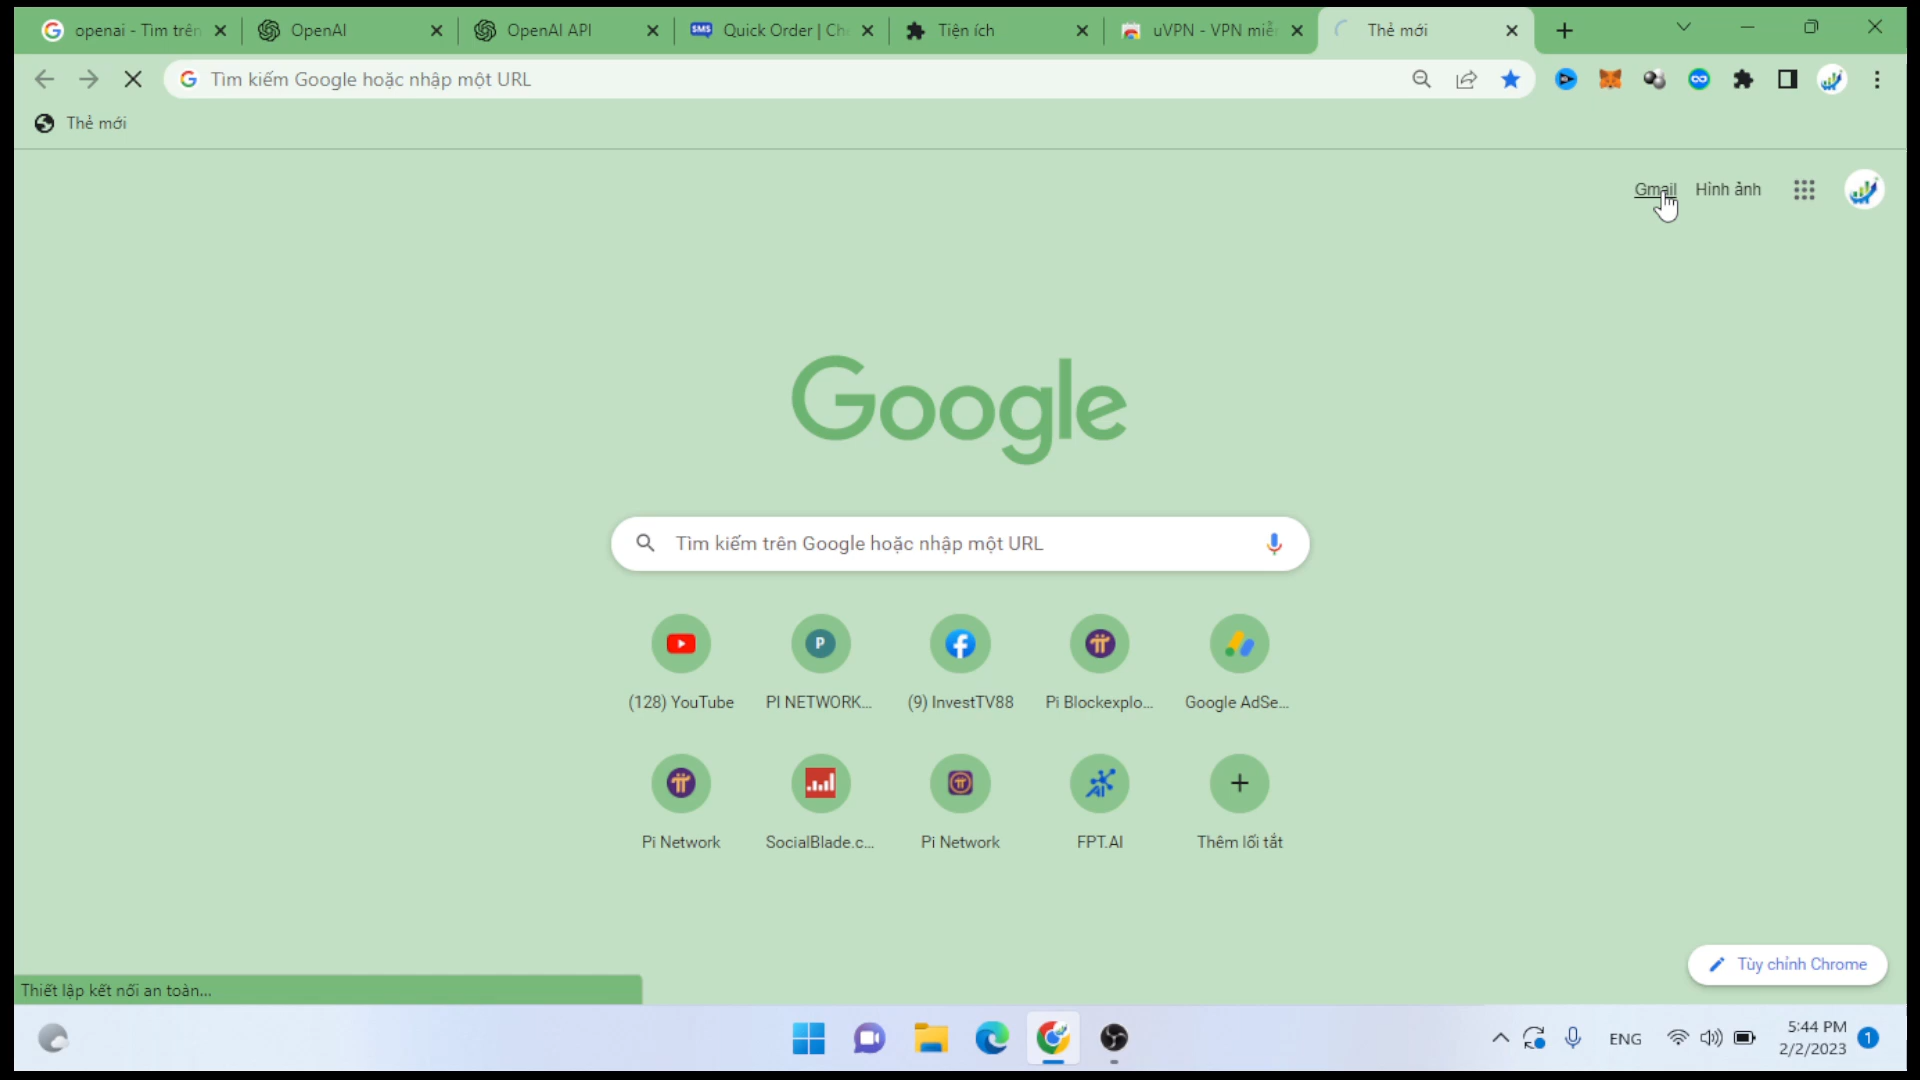 openai - Tìm trên
OpenAI
OpenAI API
SMS
Quick Order | Ch
Tiện ích
uVPN - VPN miễ
Thẻ mới
Tìm kiếm Google hoặc nhập một URL
Thẻ mới
Gmail
Hình ảnh
Google
Tìm kiếm trên Google hoặc nhập một URL
P
(128) YouTube
PI NETWORK...
(9) InvestTV88
Pi Blockexplo...
Google AdSe...
AI
Pi Network
SocialBlade.c...
Pi Network
FPT.AI
Thêm lối tắt
Tùy chỉnh Chrome
Thiết lập kết nối an toàn...
ENG
5:44 PM
2/2/2023
1